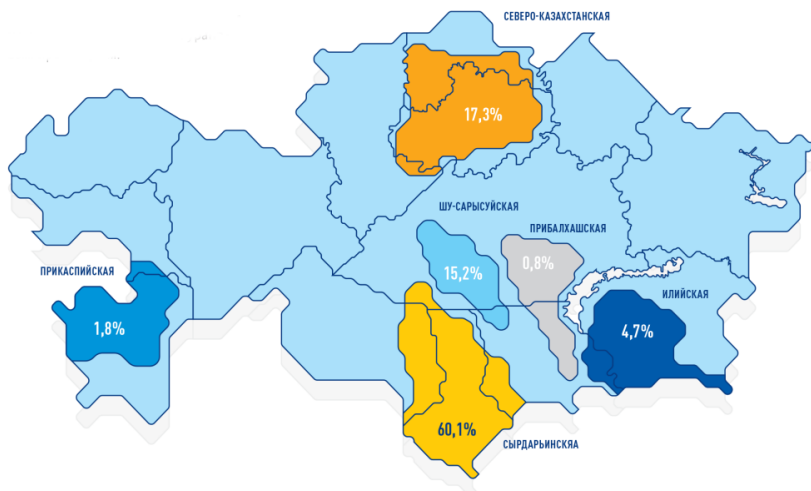 СЕВЕРО-КАЗАХСТАНСКАЯ
17,3%
ШУ-САРЫСУЙСКАЯ
ПРИБАЛХАШСКАЯ
15,2%
0,8%
ПРИКАСПИЙСКАЯ
1,8%
ИЛИЙСКАЯ
4,7%
60,1%
СЫРДАРЬИНСКЯА